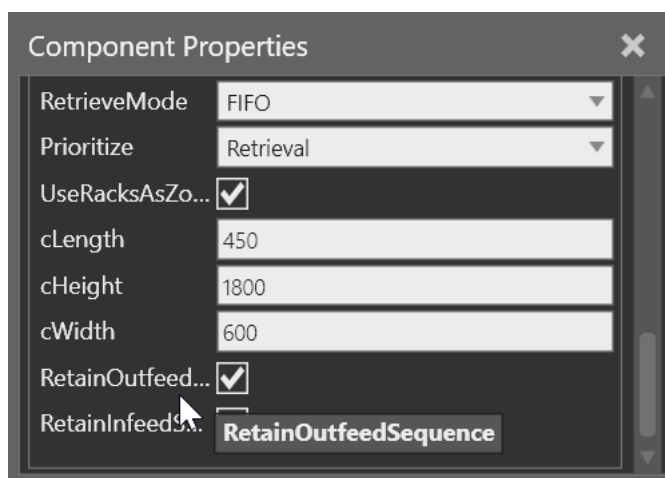 Component Properties
RetrieveMode FIFO
Prioritize Retrieval
UseRacksAsZo...
cLength 450
cHeight 1800
cWidth 600
RetainOutfeed...
RetainInfeedS... RetainOutfeedSequence